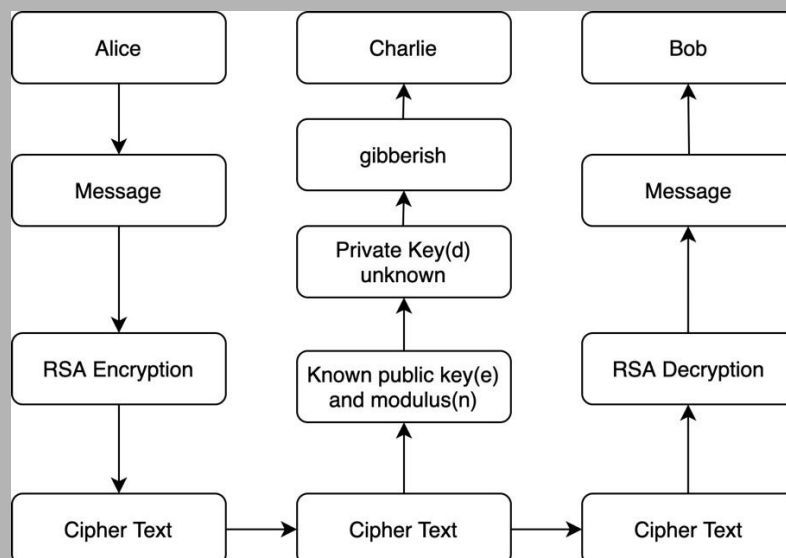 Alice
Charlie
Bob
gibberish
Message
Message
Private Key(d)
unknown
RSA Encryption
Known public key(e)
and modulus(n)
RSA Decryption
Cipher Text
Cipher Text
Cipher Text